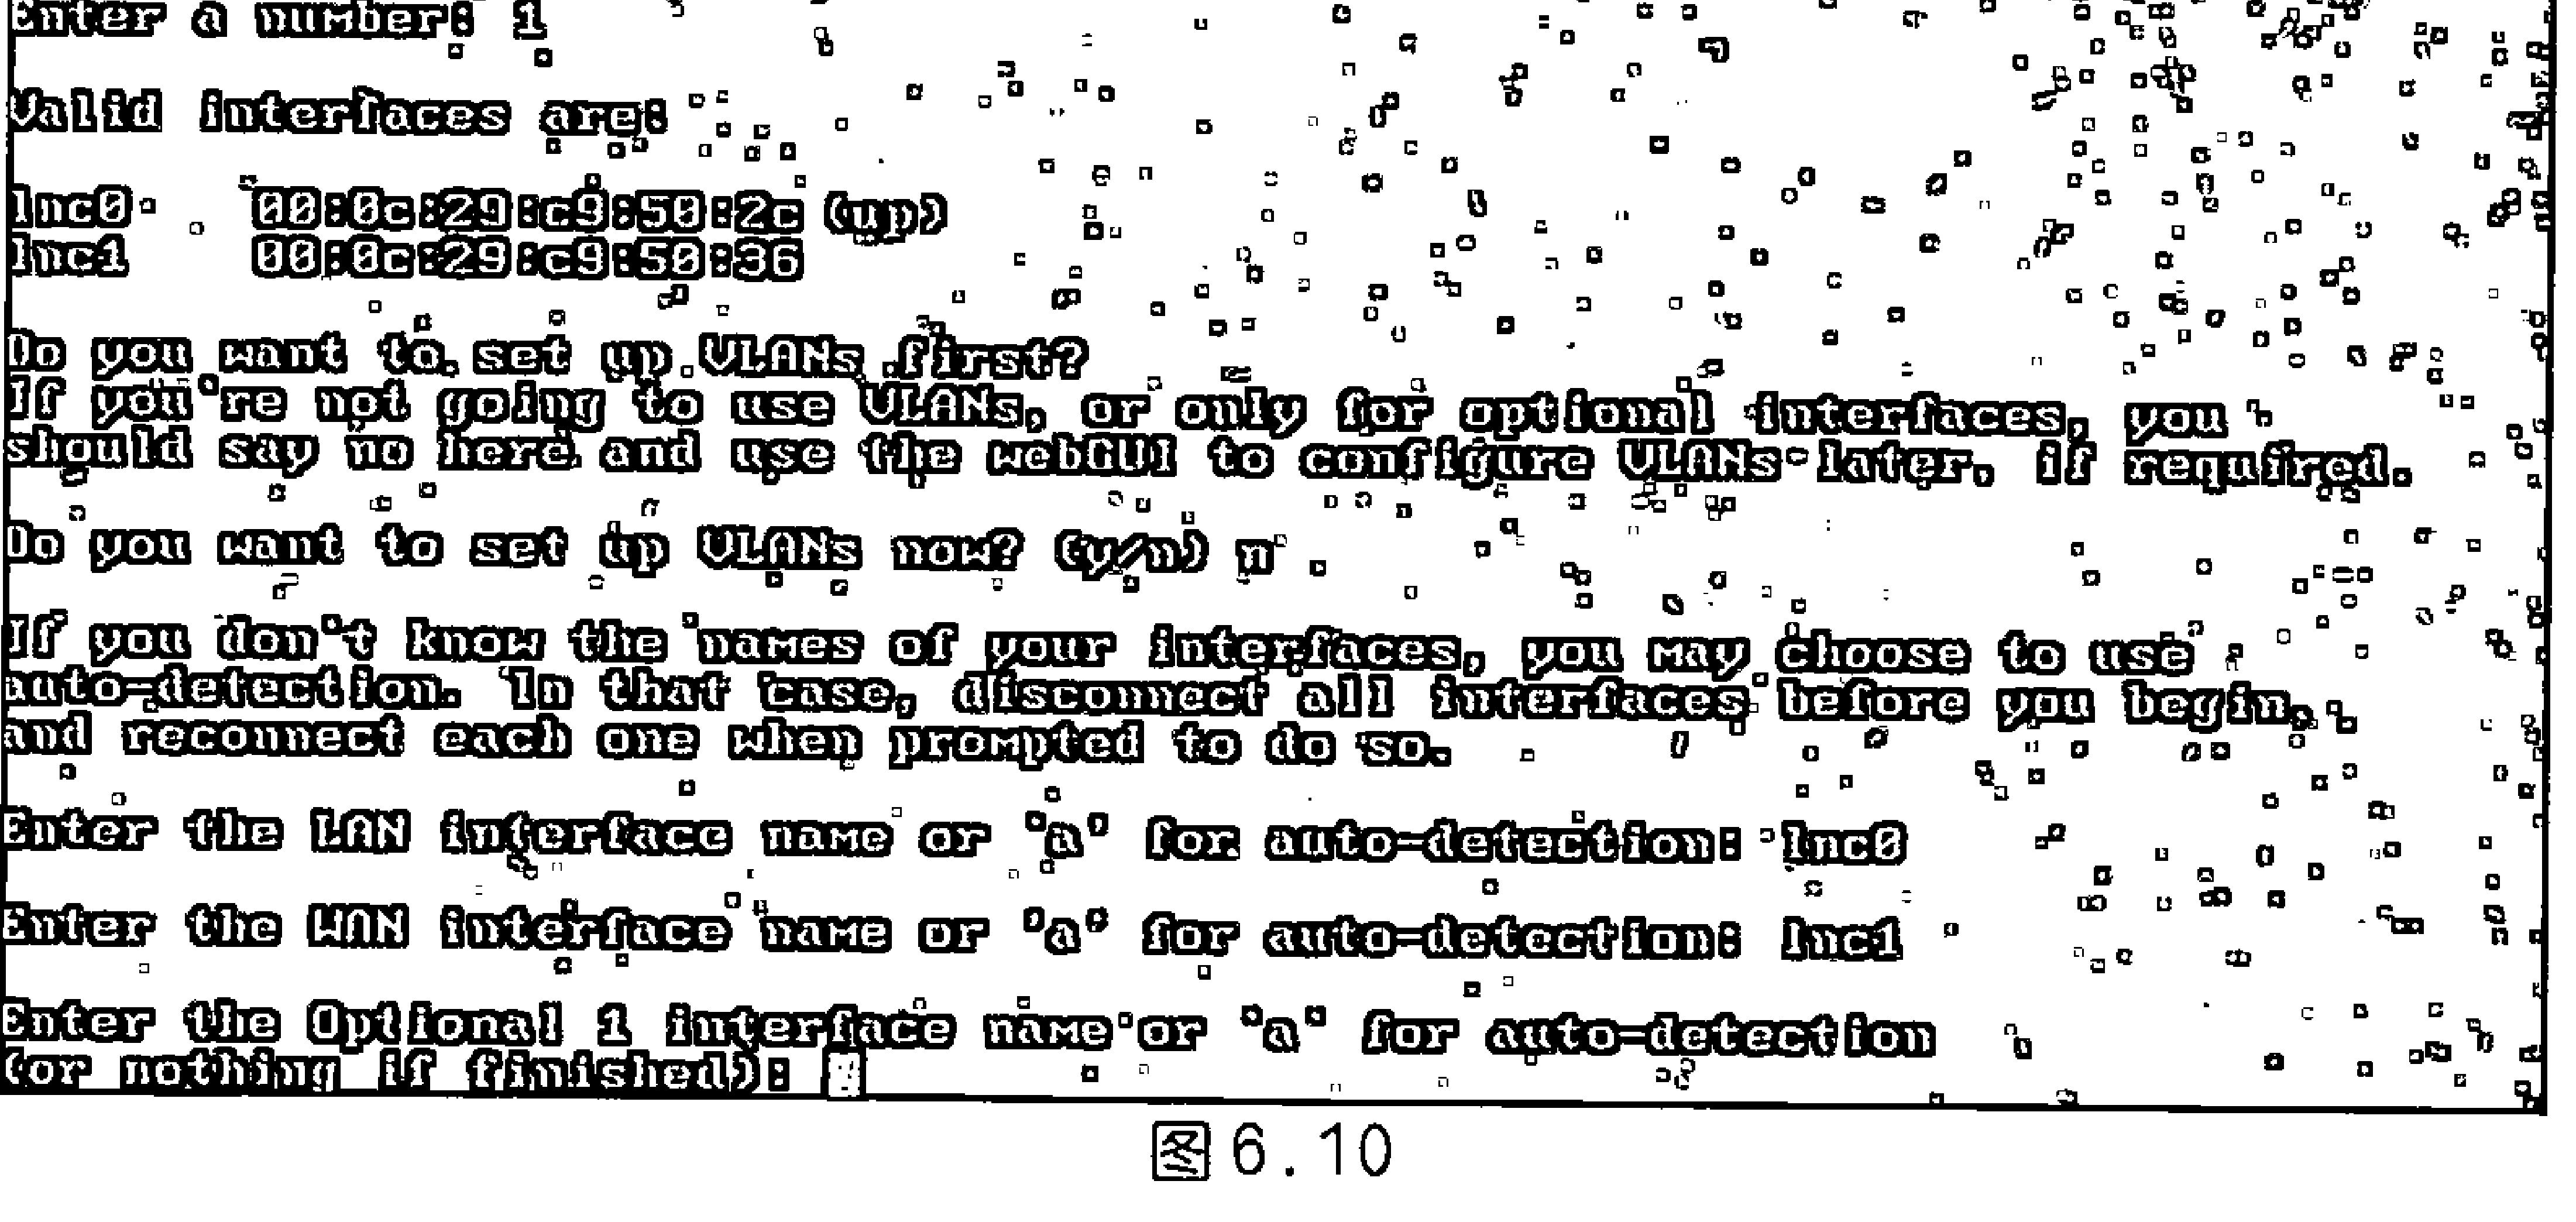 Enter a number: 1
Valid interfaces are:
lnc0 00:0c:29:c9:50:2c (up)
lnc1 00:0c:29:c9:50:36
Do you want to set up VLANs first?
If you're not going to use VLANs, or only for optional interfaces, you
should say no here and use the webGUI to configure VLANs later, if required.
Do you want to set up VLANs now? (y/n) n
If you don't know the names of your interfaces, you may choose to use
auto-detection. In that case, disconnect all interfaces before you begin,
and reconnect each one when prompted to do so.
Enter the LAN interface name or 'a' for auto-detection: lnc0
Enter the WAN interface name or 'a' for auto-detection: lnc1
Enter the Optional 1 interface name or 'a' for auto-detection
(or nothing if finished):
图 6.10